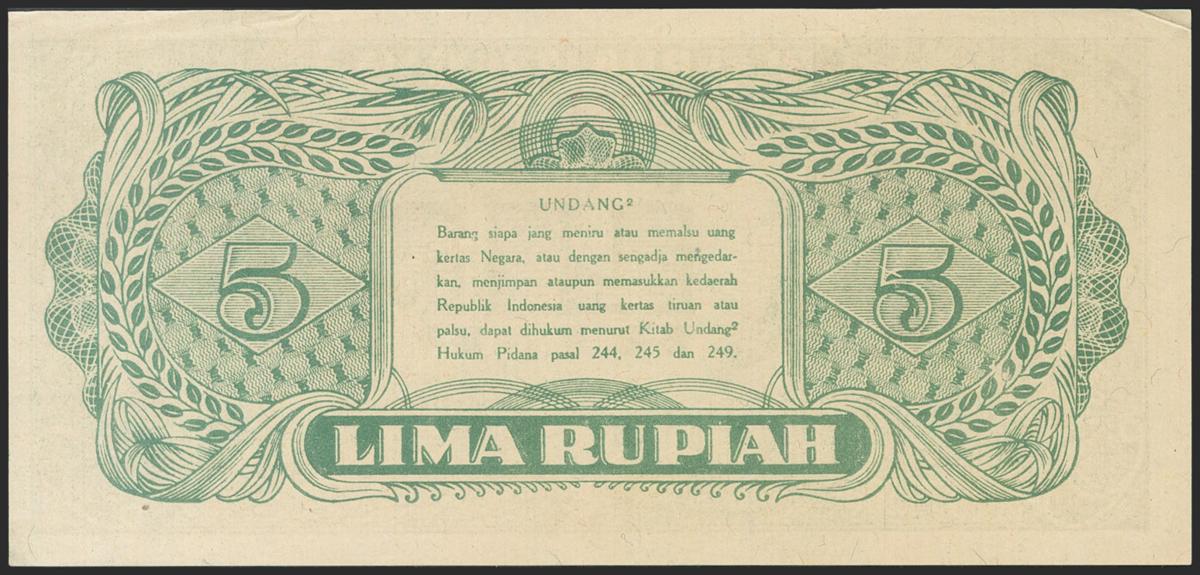 UNDANG²
Barang siapa jang meniru atau memalsu uang
kertas Negara, atau dengan sengadja mengedar-
kan, menjimpan ataupun memasukkan kedaerah
Republik Indonesia uang kertas tiruan atau
palsu, dapat dihukum menurut Kitab Undang²
Hukum Pidana pasal 244, 245 dan 249.
5
5
LIMA RUPIAH